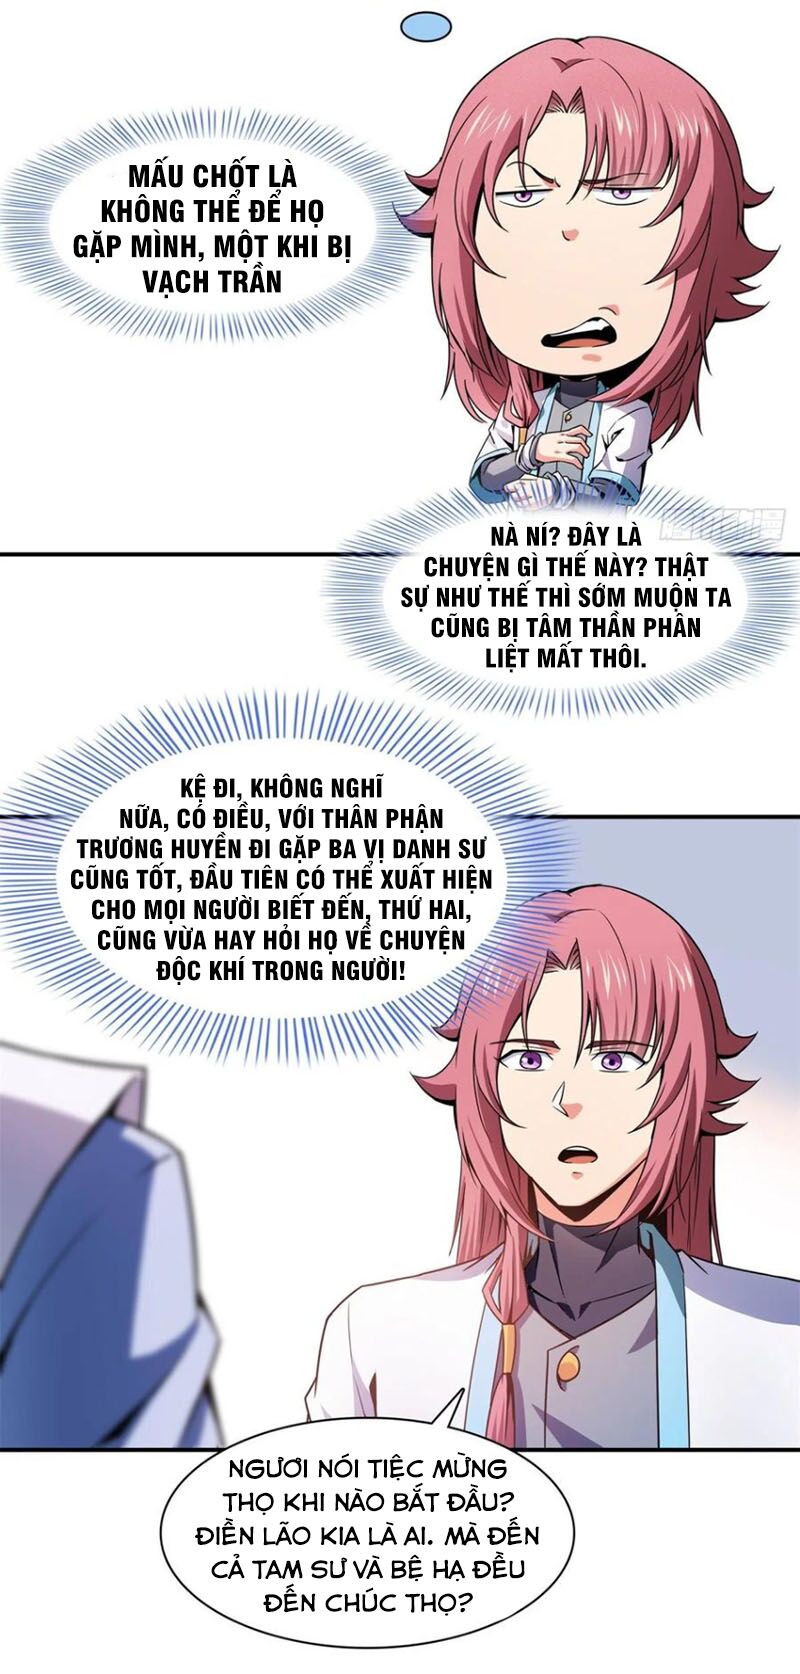 MẤU CHỐT LÀ
KHÔNG THỂ ĐỂ HỌ
GẶP MÌNH, MỘT KHI BỊ
VẠCH TRẦN
NÀ NÍ? ĐÂY LÀ
CHUYỆN GÌ THẾ NÀY? THẬT
SỰ NHƯ THẾ THÌ SỚM MUỘN TA
CŨNG BỊ TÂM THẦN PHÂN
LIỆT MẤT THÔI.
KỆ ĐI, KHÔNG NGHĨ
NỮA, CÓ ĐIỀU, VỚI THÂN PHẬN
TRƯƠNG HUYỀN ĐI GẶP BA VỊ DANH SƯ
CŨNG TỐT, ĐẦU TIÊN CÓ THỂ XUẤT HIỆN
CHO MỌI NGƯỜI BIẾT ĐẾN, THỨ HAI,
CŨNG VỪA HAY HỎI HỌ VỀ CHUYỆN
ĐỘC KHÍ TRONG NGƯỜI!
NGƯƠI NÓI TIỆC MỪNG
THỌ KHI NÀO BẮT ĐẦU?
ĐIỀN LÃO KIA LÀ AI. MÀ ĐẾN
CẢ TAM SƯ VÀ BỆ HẠ ĐỀU
ĐẾN CHÚC THỌ?